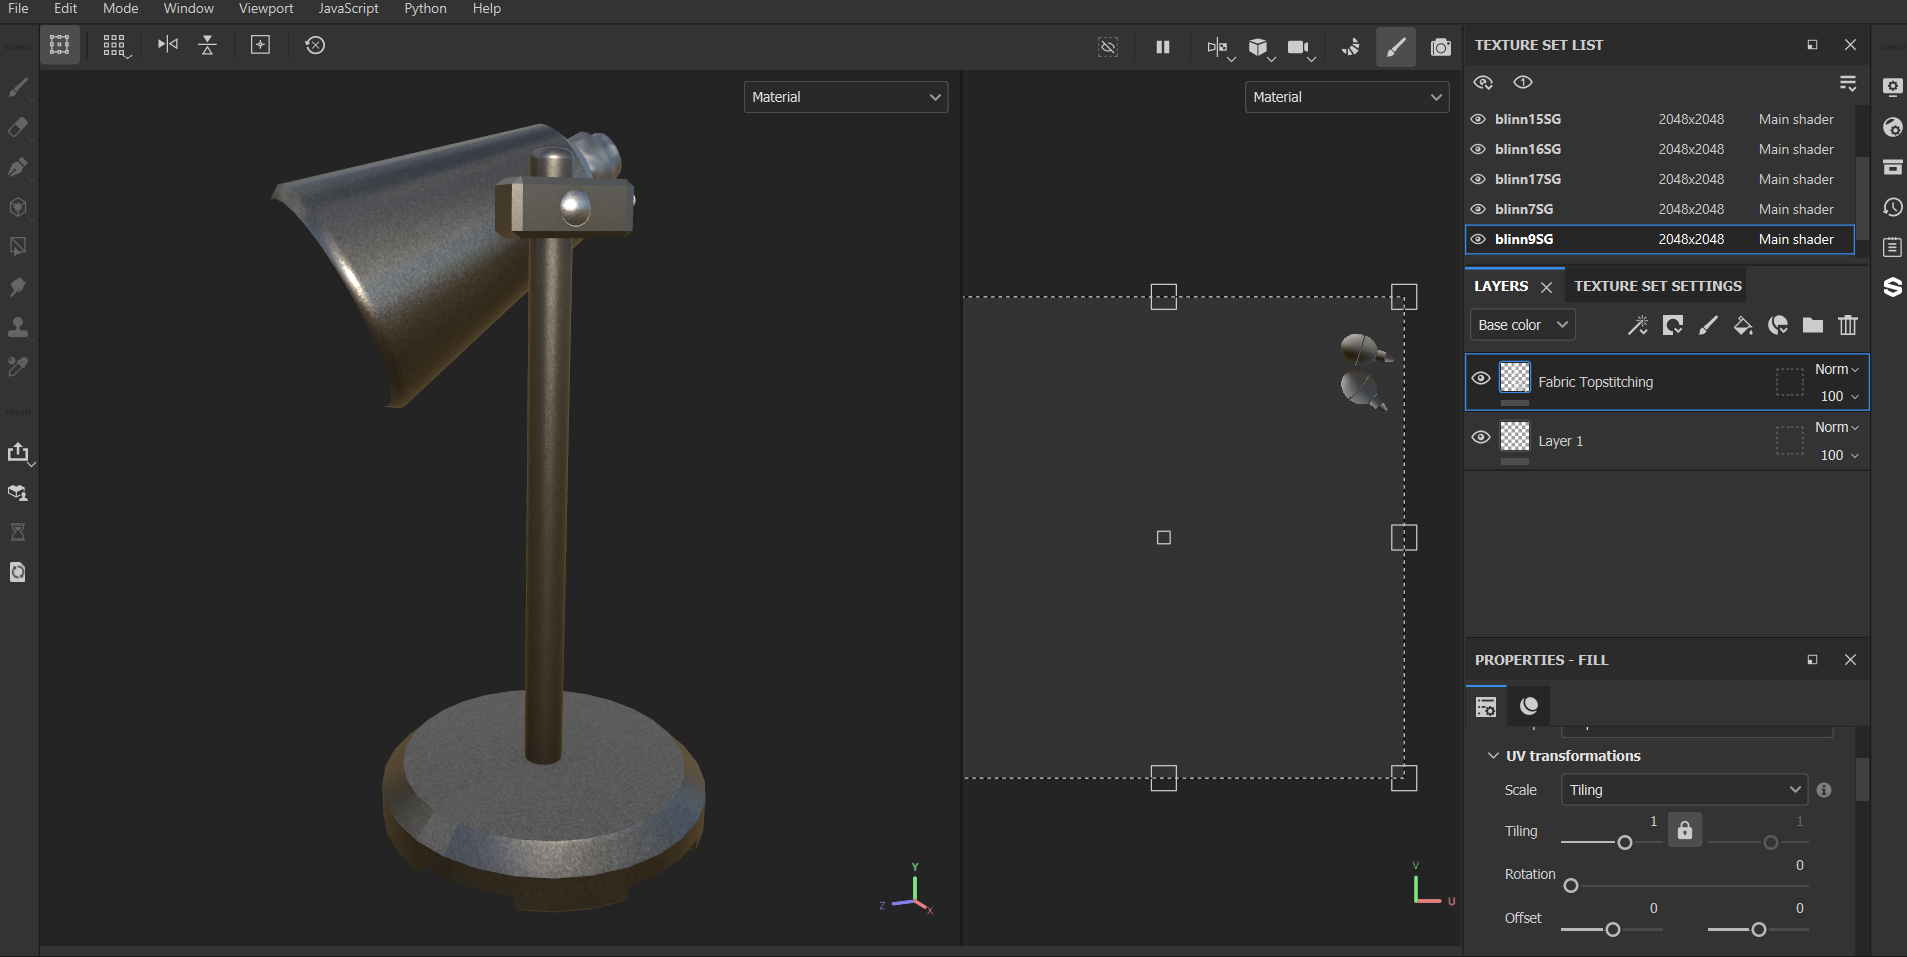 File Edit Mode Window Viewport JavaScript Python Help
Material
Material
TEXTURE SET LIST
1
blinn15SG 2048x2048 Main shader
blinn16SG 2048x2048 Main shader
blinn17SG 2048x2048 Main shader
blinn7SG 2048x2048 Main shader
blinn9SG 2048x2048 Main shader
LAYERS TEXTURE SET SETTINGS
Base color
Fabric Topstitching Norm
100
Layer 1 Norm
100
PROPERTIES - FILL
UV transformations
Scale Tiling
Tiling 1 1
Rotation 0
Offset 0 0
Y
Z
X
V
U